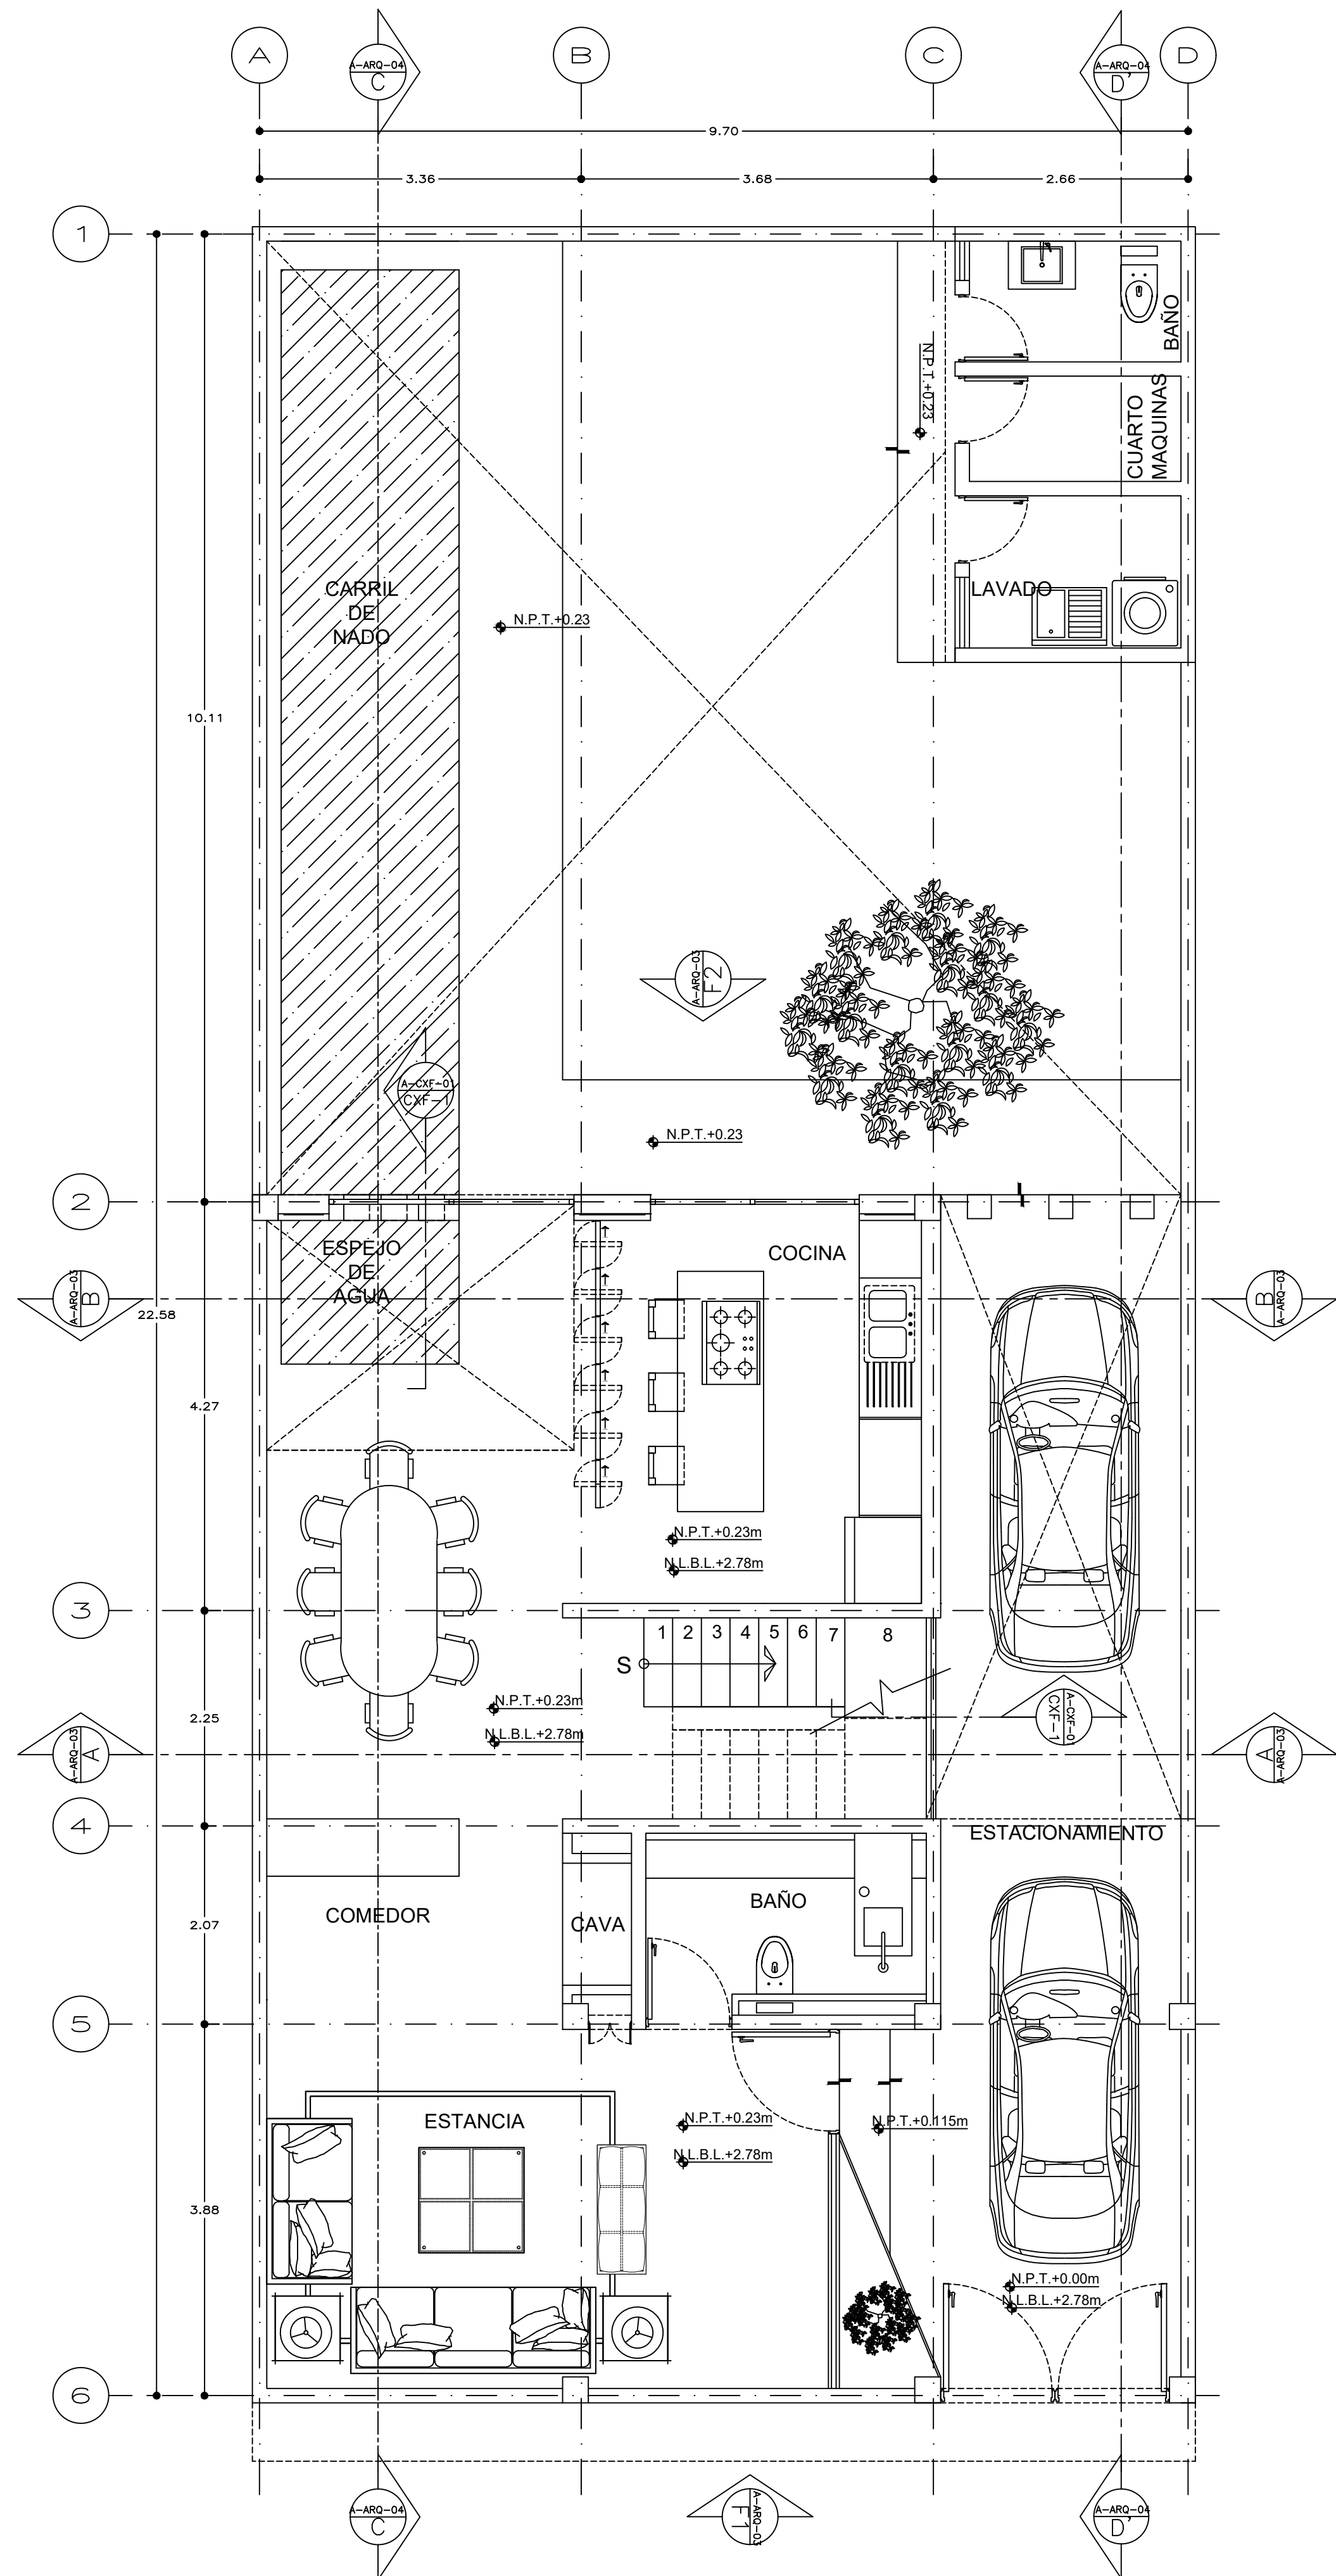 A
A-ARQ-04
C
B
C
A-ARQ-04
D'
D
9.70
3.36
3.68
2.66
1
BAÑO
N.P.T.+0.23
CUARTO
MAQUINAS
CARRIL
DE
NADO
N.P.T.+0.23
LAVADO
10.11
A-ARQ-03
F2
A-CXF-01
CXF-1
N.P.T.+0.23
2
ESPEJO
DE
AGUA
COCINA
A-ARQ-03
B
B
A-ARQ-03
22.58
4.27
N.P.T.+0.23m
N.L.B.L.+2.78m
3
1 2 3 4 5 6 7 8
S
N.P.T.+0.23m
N.L.B.L.+2.78m
2.25
A-CXF-01
CXF-1
A-ARQ-03
A
A
A-ARQ-03
4
ESTACIONAMIENTO
COMEDOR
CAVA
BAÑO
2.07
5
ESTANCIA
N.P.T.+0.23m
N.P.T.+0.115m
N.L.B.L.+2.78m
3.88
N.P.T.+0.00m
N.L.B.L.+2.78m
6
A-ARQ-04
C
A-ARQ-03
F1
A-ARQ-04
D'